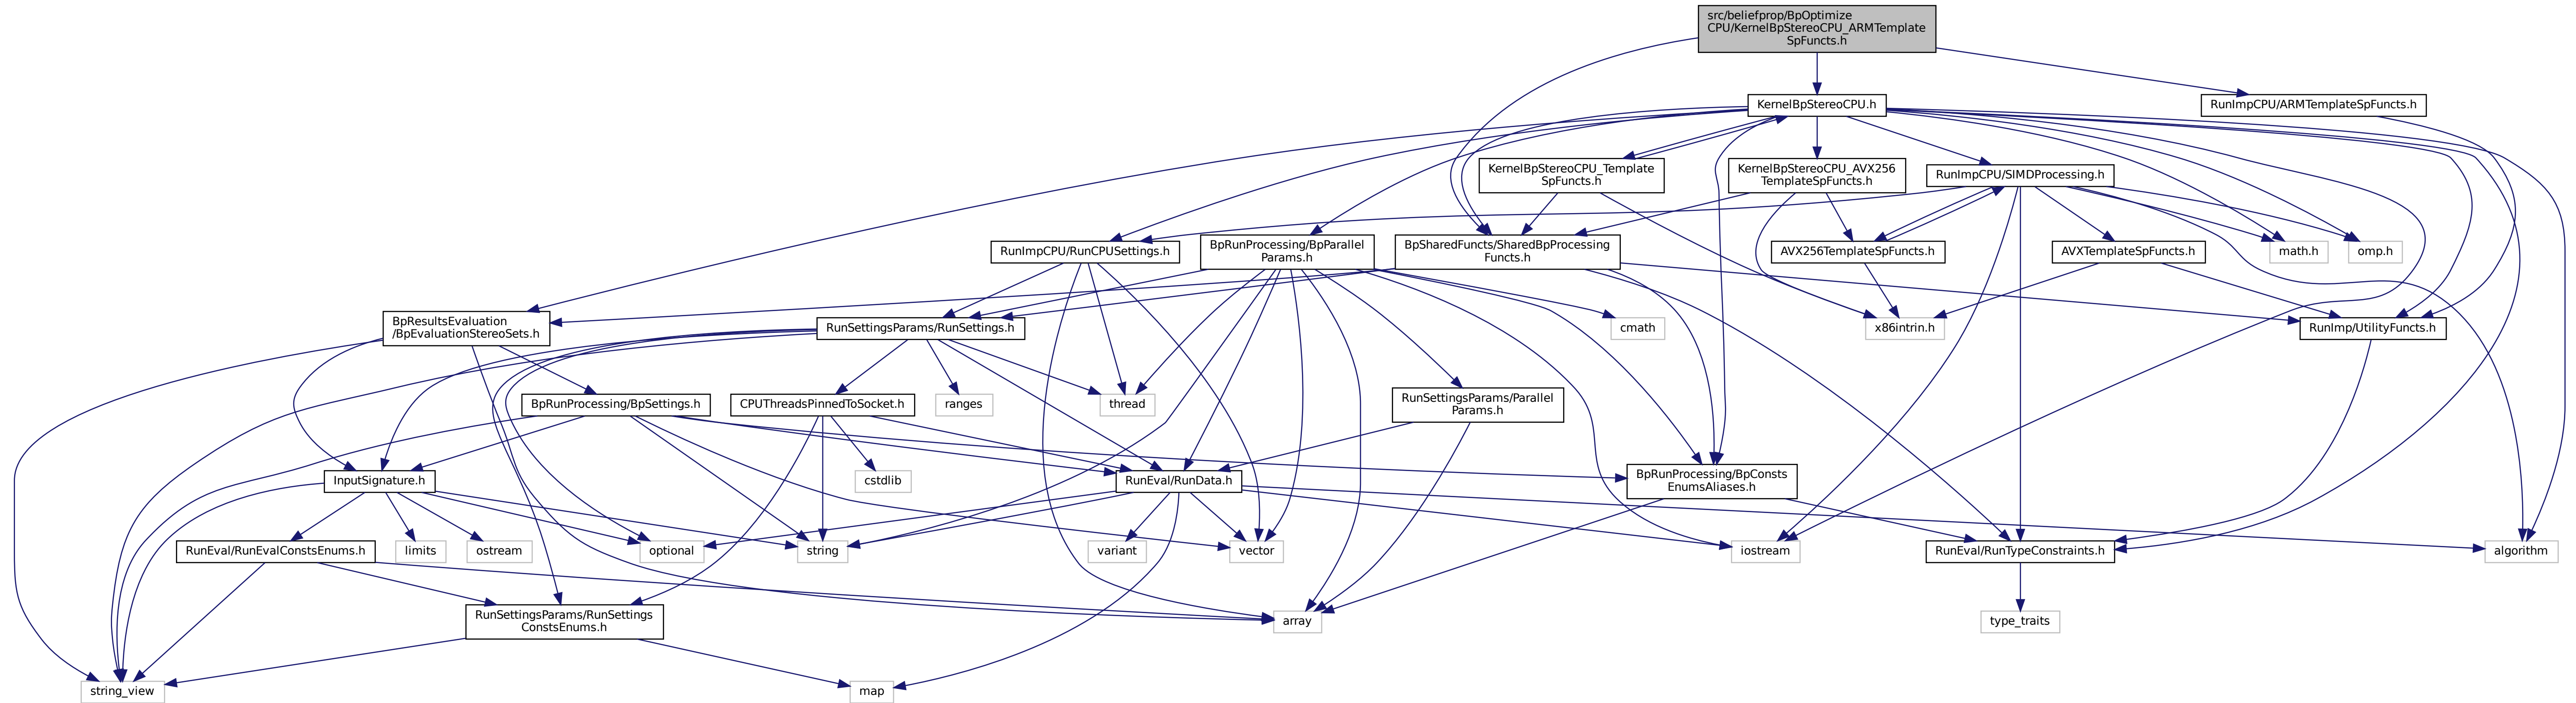 src/beliefprop/BpOptimize
CPU/KernelBpStereoCPU_ARMTemplate
SpFuncts.h
KernelBpStereoCPU.h
RunImpCPU/ARMTemplateSpFuncts.h
KernelBpStereoCPU_Template
SpFuncts.h
KernelBpStereoCPU_AVX256
TemplateSpFuncts.h
RunImpCPU/SIMDProcessing.h
RunImpCPU/RunCPUSettings.h
BpRunProcessing/BpParallel
Params.h
BpSharedFuncts/SharedBpProcessing
Functs.h
AVX256TemplateSpFuncts.h
AVXTemplateSpFuncts.h
math.h
omp.h
BpResultsEvaluation
/BpEvaluationStereoSets.h
RunSettingsParams/RunSettings.h
cmath
x86intrin.h
RunImp/UtilityFuncts.h
BpRunProcessing/BpSettings.h
CPUThreadsPinnedToSocket.h
ranges
thread
RunSettingsParams/Parallel
Params.h
InputSignature.h
cstdlib
RunEval/RunData.h
BpRunProcessing/BpConsts
EnumsAliases.h
RunEval/RunEvalConstsEnums.h
limits
ostream
optional
string
variant
vector
iostream
RunEval/RunTypeConstraints.h
algorithm
RunSettingsParams/RunSettings
ConstsEnums.h
array
type_traits
string_view
map